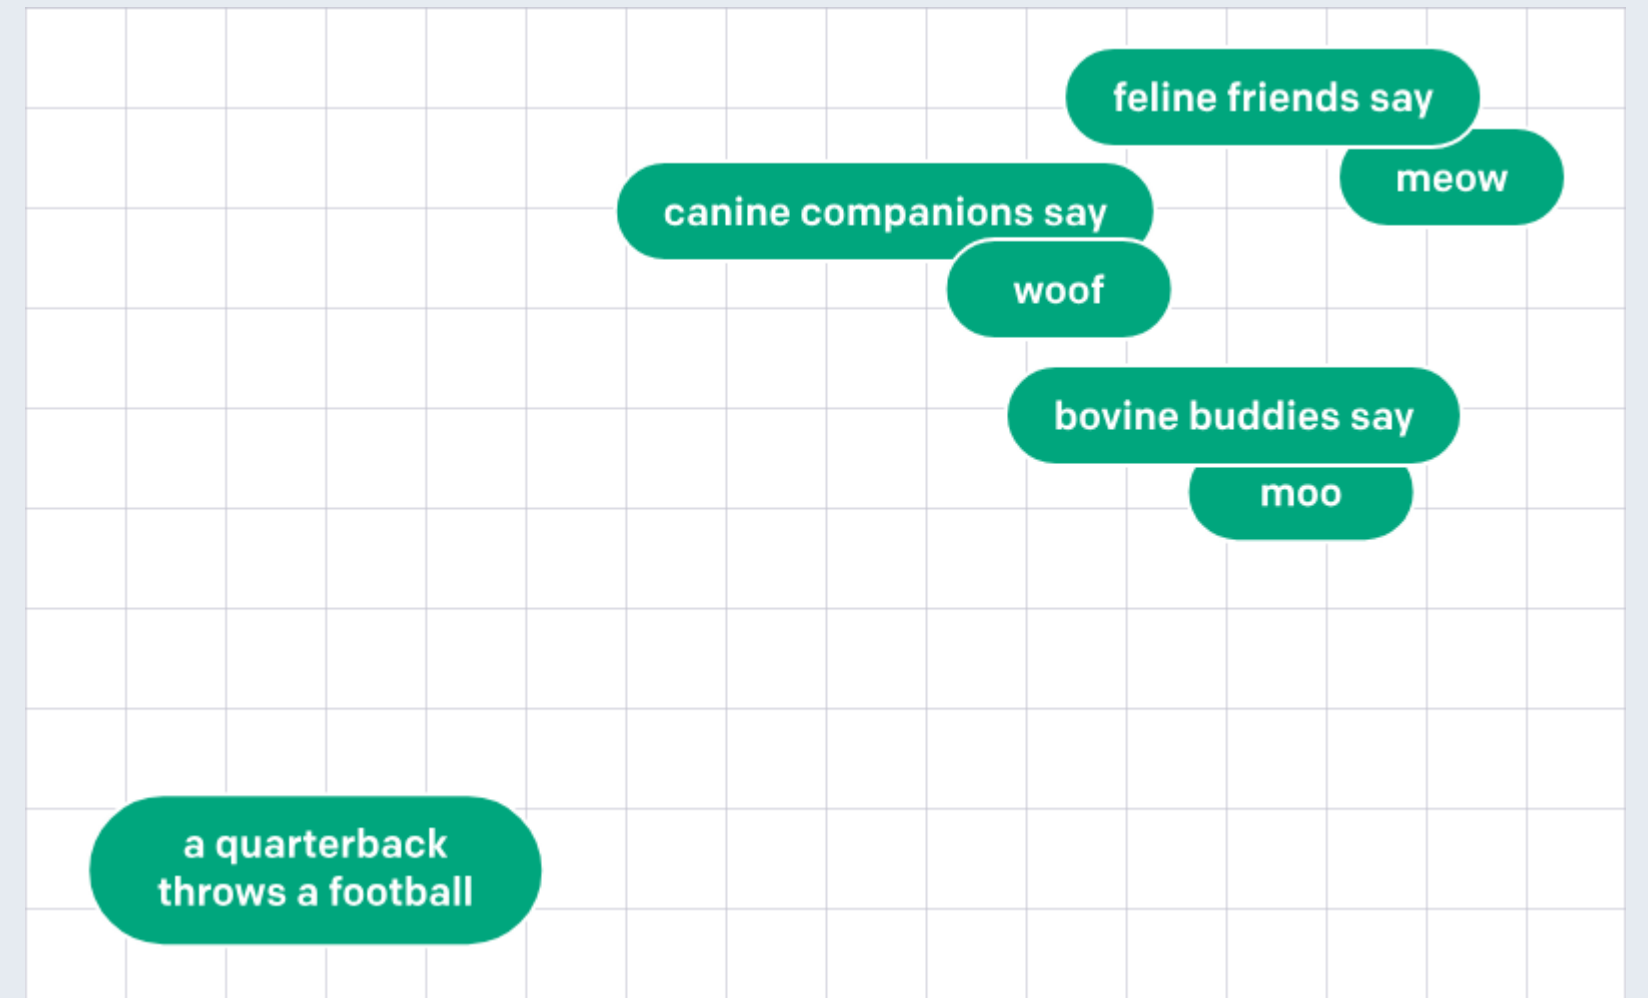 feline friends say
meow
canine companions say
woof
bovine buddies say
moo
a quarterback
throws a football